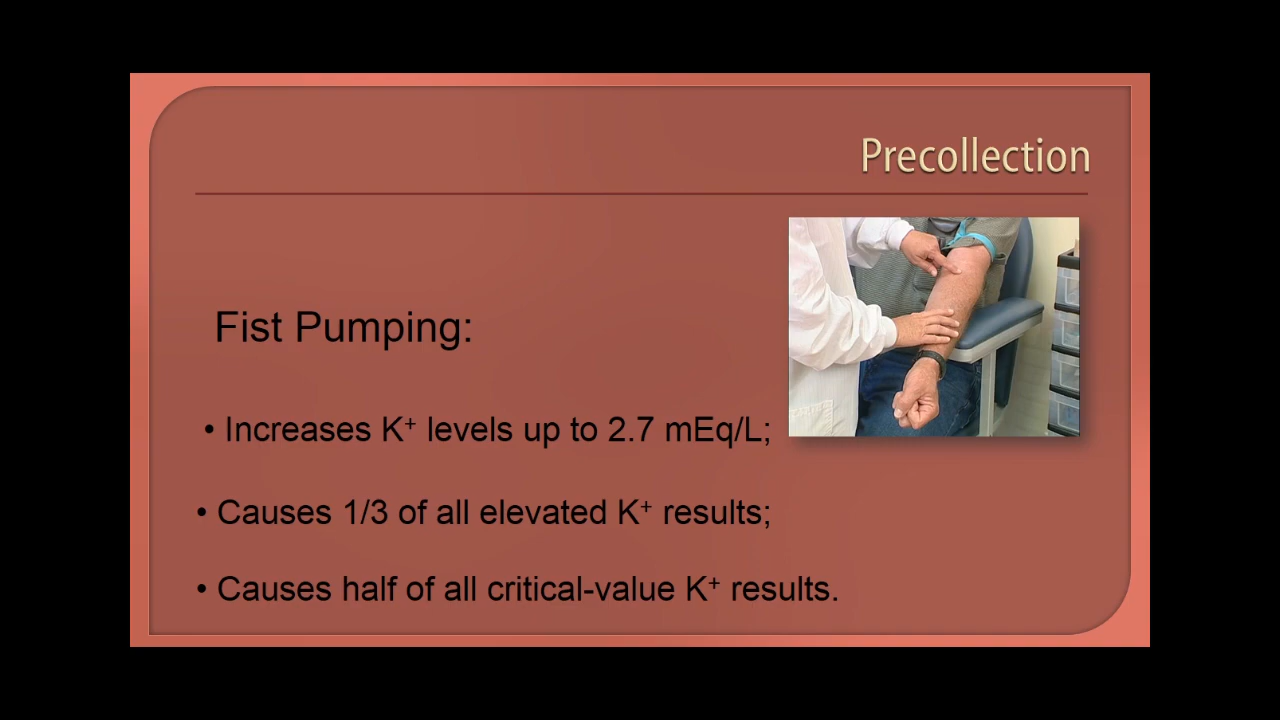 Precollection
Fist Pumping:
• Increases K⁺ levels up to 2.7 mEq/L;
• Causes 1/3 of all elevated K⁺ results;
• Causes half of all critical-value K⁺ results.